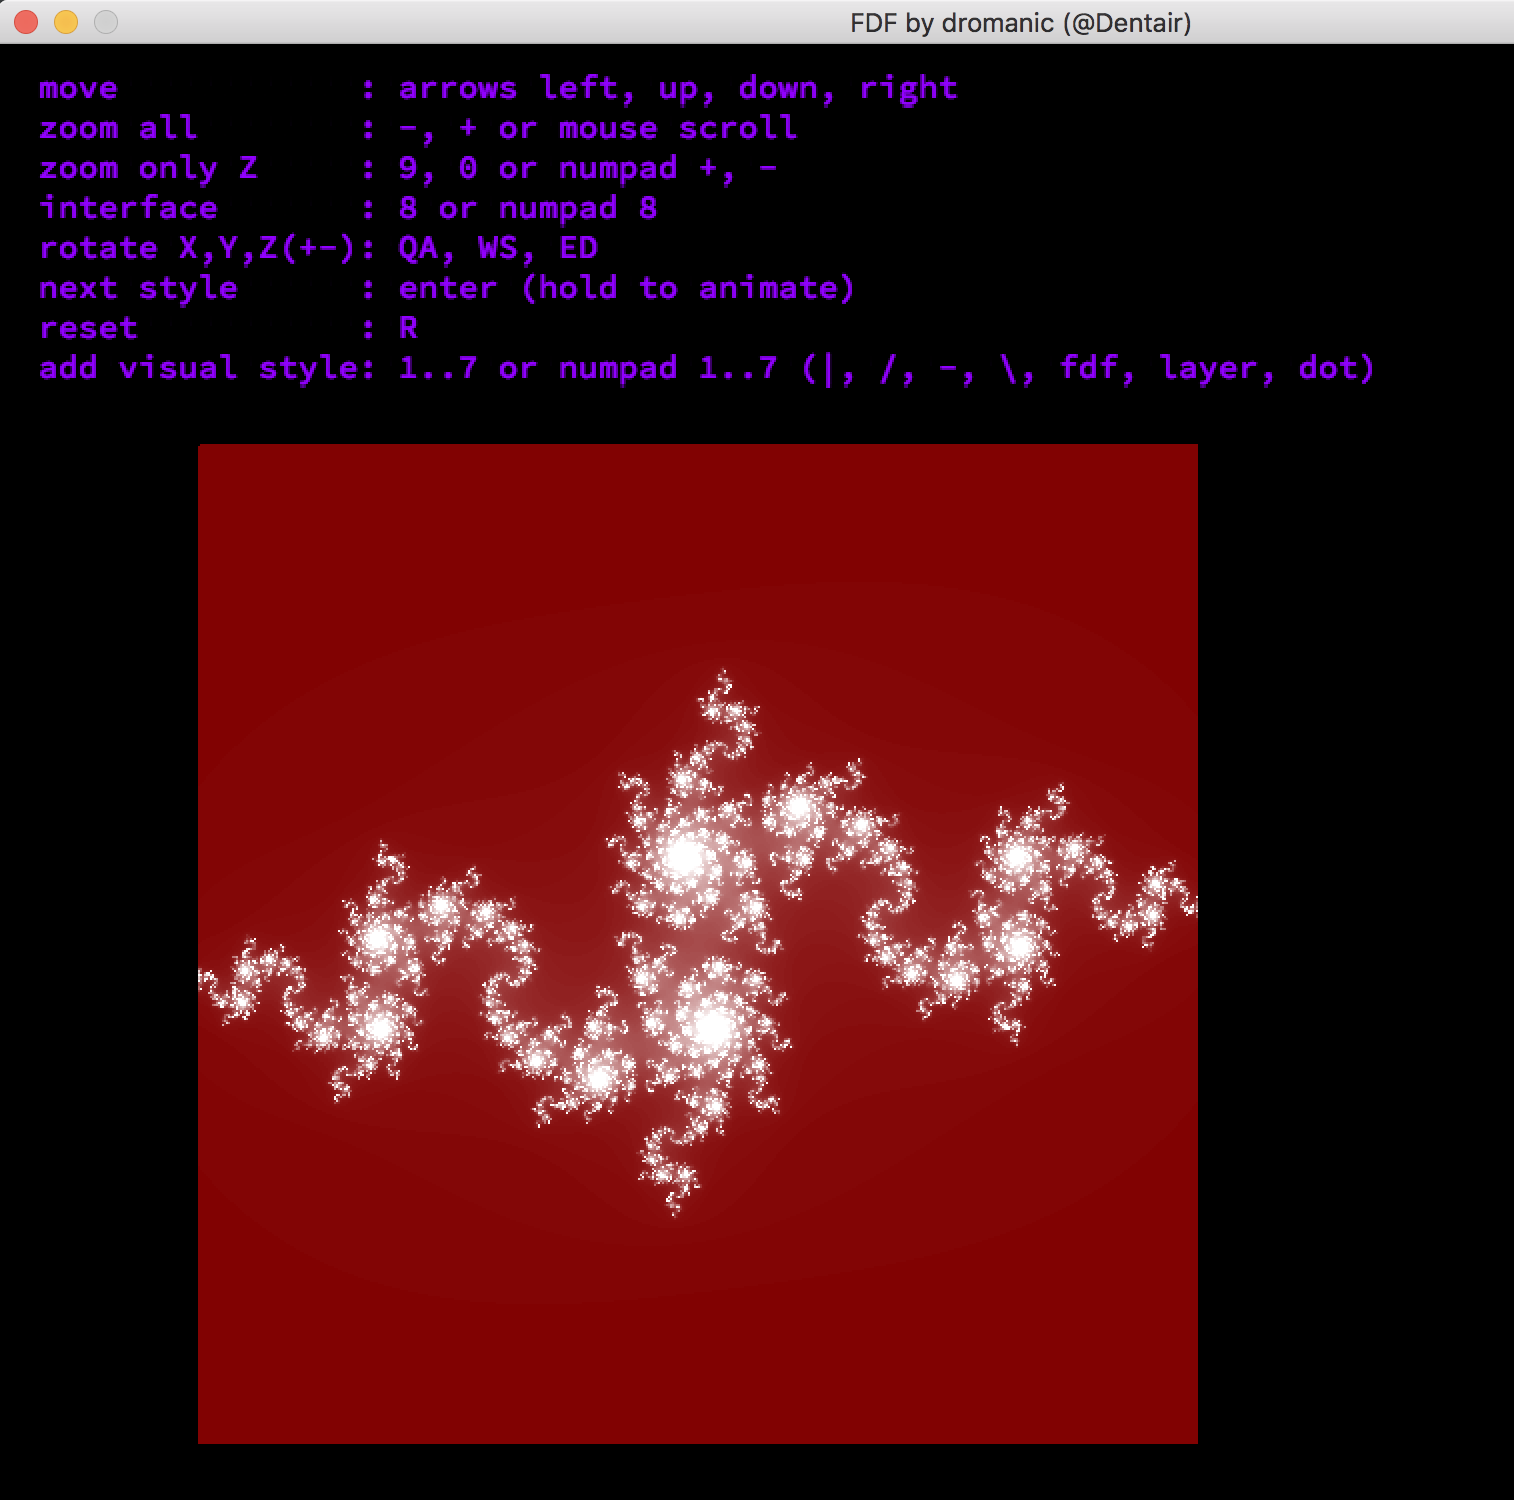 FDF by dromanic (@Dentair)
move : arrows left, up, down, right
zoom all : -, + or mouse scroll
zoom only Z : 9, 0 or numpad +, -
interface : 8 or numpad 8
rotate X,Y,Z(+-): QA, WS, ED
next style : enter (hold to animate)
reset : R
add visual style: 1..7 or numpad 1..7 (|, /, -, \, fdf, layer, dot)